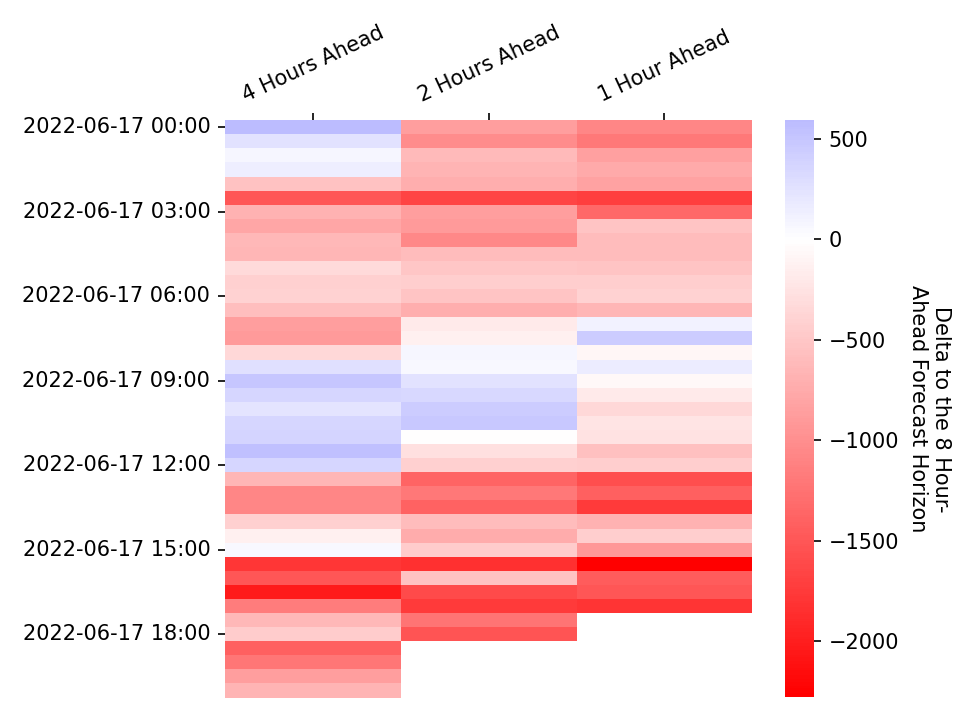 4 Hours Ahead
2 Hours Ahead
1 Hour Ahead
2022-06-17 00:00
2022-06-17 03:00
2022-06-17 06:00
2022-06-17 09:00
2022-06-17 12:00
2022-06-17 15:00
2022-06-17 18:00
500
0
−500
−1000
−1500
−2000
Delta to the 8 Hour-
Ahead Forecast Horizon